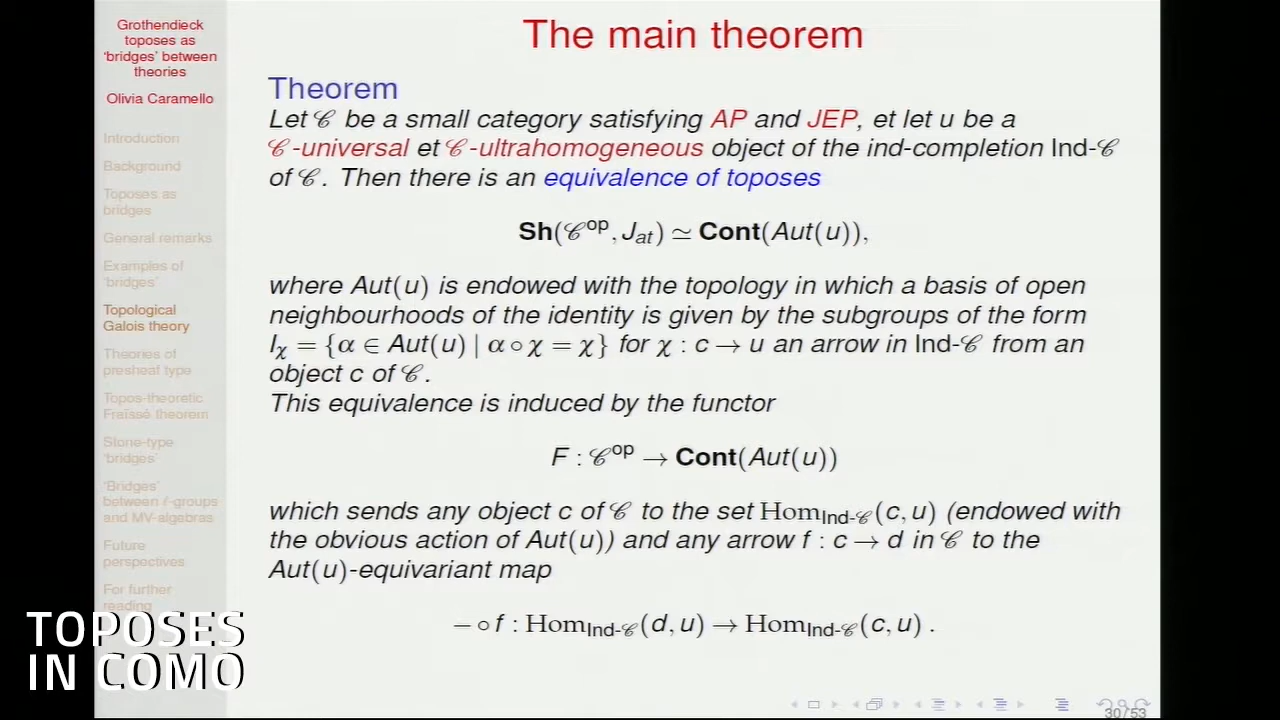 Grothendieck
toposes as
'bridges' between
theories
Olivia Caramello
Introduction
Background
Toposes as
bridges
General remarks
Examples of
'bridges'
Topological
Galois theory
Theories of
presheaf type
Topos-theoretic
Fraïssé theorem
Stone-type
'bridges'
'Bridges'
between ℓ-groups
and MV-algebras
Future
perspectives
For further
reading
TOPOSES
IN COMO
The main theorem
Theorem
Let 𝒞 be a small category satisfying AP and JEP, et let u be a
𝒞-universal et 𝒞-ultrahomogeneous object of the ind-completion Ind-𝒞
of 𝒞. Then there is an equivalence of toposes
Sh(𝒞^op, J_at) ≃ Cont(Aut(u)),
where Aut(u) is endowed with the topology in which a basis of open
neighbourhoods of the identity is given by the subgroups of the form
I_χ = {α ∈ Aut(u) | α ∘ χ = χ} for χ : c → u an arrow in Ind-𝒞 from an
object c of 𝒞.
This equivalence is induced by the functor
F : 𝒞^op → Cont(Aut(u))
which sends any object c of 𝒞 to the set Hom_Ind-𝒞(c, u) (endowed with
the obvious action of Aut(u)) and any arrow f : c → d in 𝒞 to the
Aut(u)-equivariant map
− ∘ f : Hom_Ind-𝒞(d, u) → Hom_Ind-𝒞(c, u) .
30/53